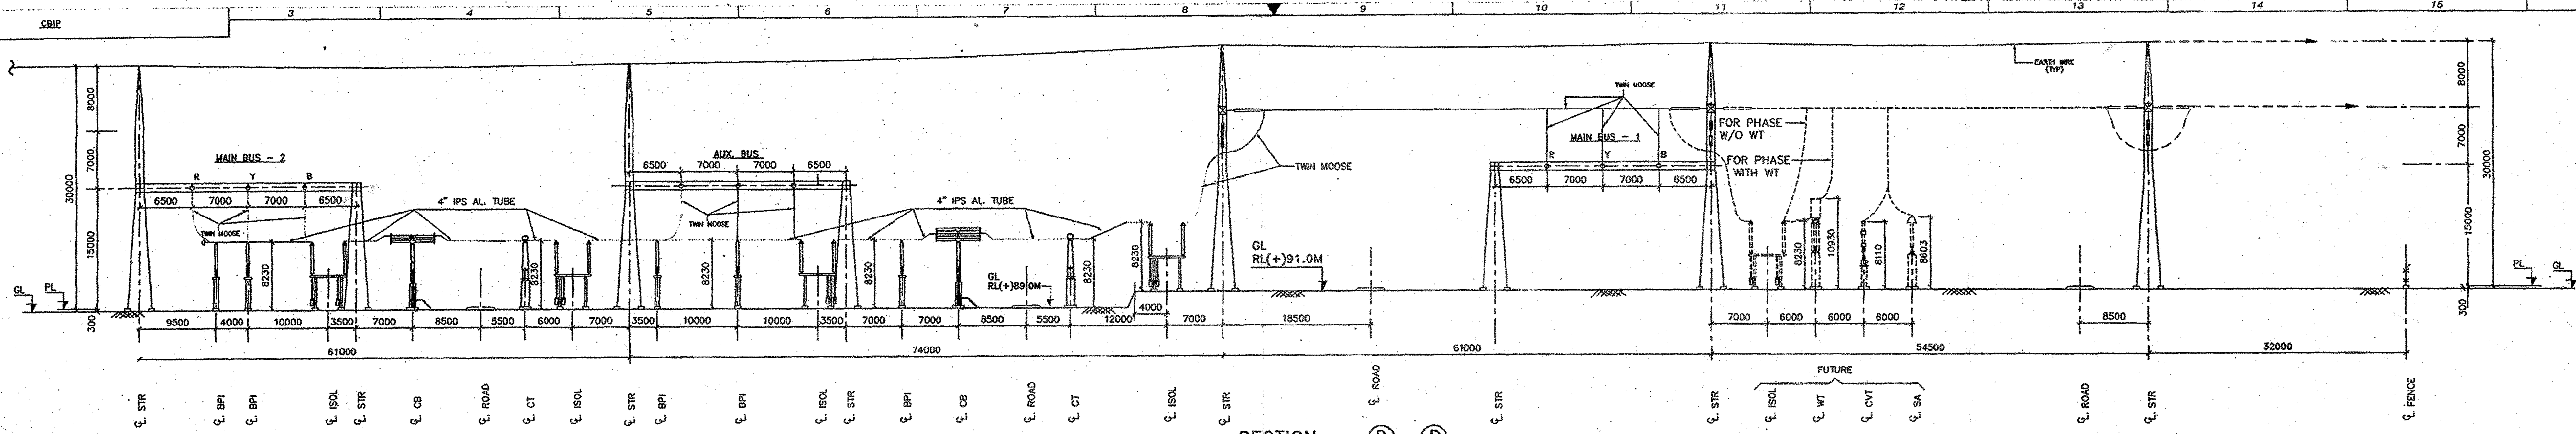 3 4 5 6 7 8 9 10 11 12 13 14 15
CBIP
EARTH WIRE
(TYP)
8000
7000
30000
15000
300
GL
PL
MAIN BUS - 2
R Y B
6500 7000 7000 6500
TWIN MOOSE
4" IPS AL. TUBE
8230
8230
AUX. BUS
6500 7000 7000 6500
TWIN MOOSE
4" IPS AL. TUBE
8230
8230
8230
GL
RL(+)89.0M
GL
RL(+)91.0M
TWIN MOOSE
TWIN MOOSE
MAIN BUS - 1
R Y B
6500 7000 7000 6500
FOR PHASE
W/O WT
FOR PHASE
WITH WT
8230
10930
8110
8603
8000
7000
30000
15000
300
PL
GL
9500 4000 10000 3500 7000 8500 5500 6000 7000 3500 10000 10000 3500 7000 7000 8500 5500 12000 4000 7000 18500 7000 6000 6000 6000 8500
61000 74000 61000 54500 32000
FUTURE
℄ STR
℄ BPI
℄ BPI
℄ ISOL
℄ STR
℄ CB
℄ ROAD
℄ CT
℄ ISOL
℄ STR
℄ BPI
℄ BPI
℄ ISOL
℄ STR
℄ BPI
℄ CB
℄ ROAD
℄ CT
℄ ISOL
℄ STR
℄ ROAD
℄ STR
℄ STR
℄ ISOL
℄ WT
℄ CVT
℄ SA
℄ ROAD
℄ STR
℄ FENCE
SECTION